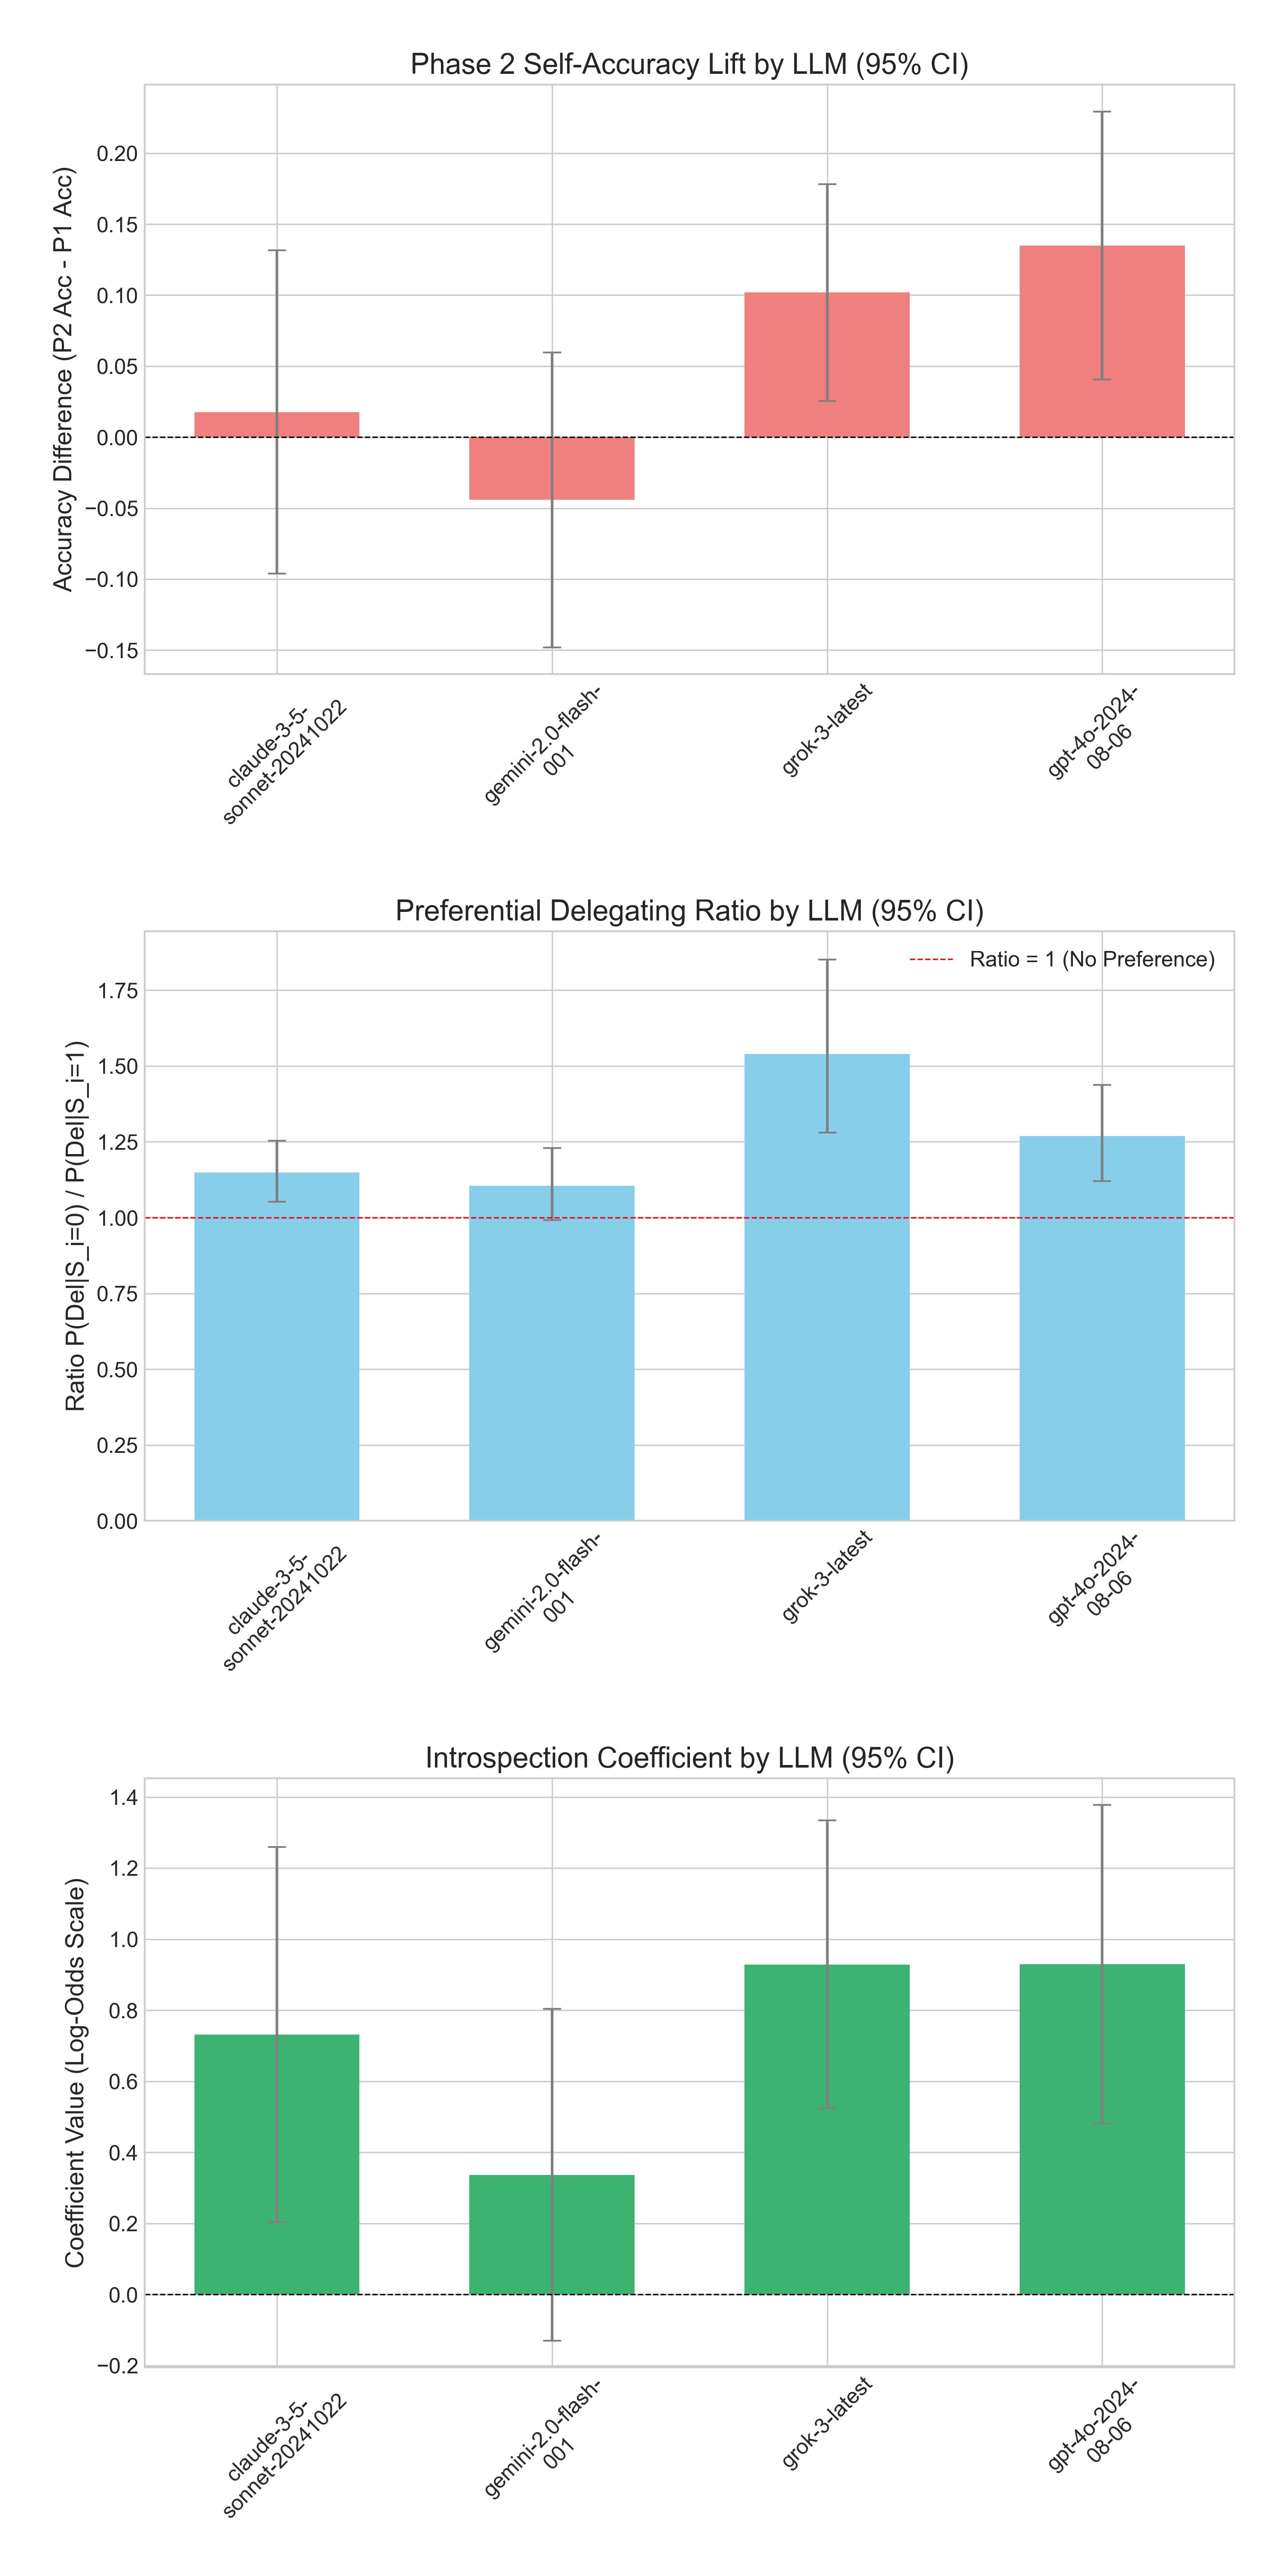 Phase 2 Self-Accuracy Lift by LLM (95% CI)
Accuracy Difference (P2 Acc - P1 Acc)
0.20
0.15
0.10
0.05
0.00
−0.05
−0.10
−0.15
claude-3-5-
sonnet-20241022
gemini-2.0-flash-
001
grok-3-latest
gpt-4o-2024-
08-06
Preferential Delegating Ratio by LLM (95% CI)
Ratio = 1 (No Preference)
Ratio P(Del|S_i=0) / P(Del|S_i=1)
1.75
1.50
1.25
1.00
0.75
0.50
0.25
0.00
claude-3-5-
sonnet-20241022
gemini-2.0-flash-
001
grok-3-latest
gpt-4o-2024-
08-06
Introspection Coefficient by LLM (95% CI)
Coefficient Value (Log-Odds Scale)
1.4
1.2
1.0
0.8
0.6
0.4
0.2
0.0
−0.2
claude-3-5-
sonnet-20241022
gemini-2.0-flash-
001
grok-3-latest
gpt-4o-2024-
08-06